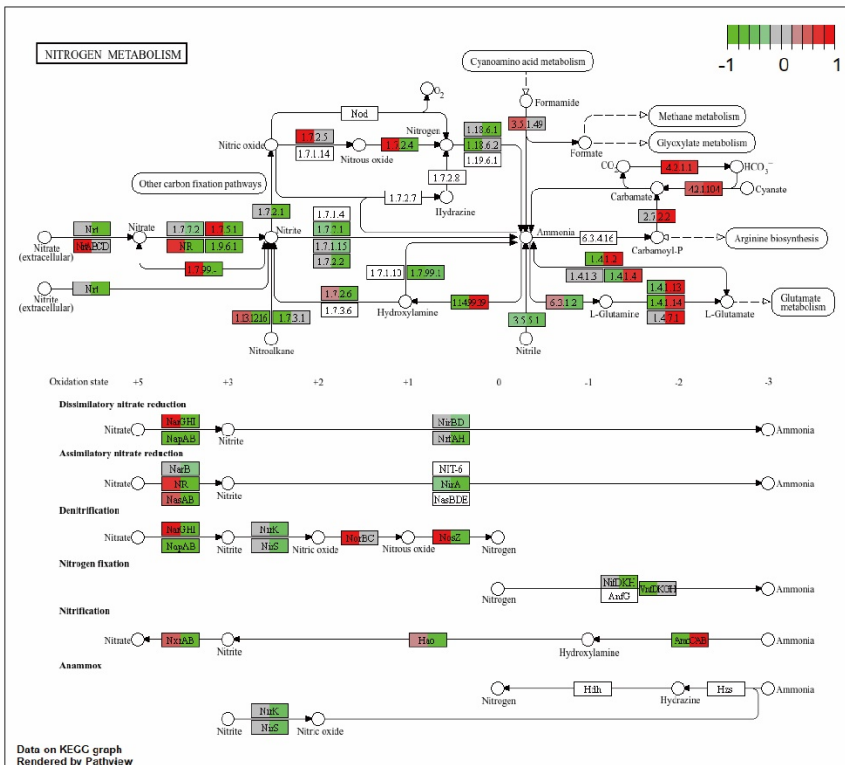 NITROGEN METABOLISM
-1 0 1
Cyanoamino acid metabolism
O2
Nod
Formamide
Methane metabolism
Nitric oxide
1.7.2.5
1.7.1.14
Nitrous oxide
1.7.2.4
Nitrogen
1.18.6.1
1.18.6.2
1.19.6.1
3.5.1.49
Formate
Glyoxylate metabolism
CO2
4.2.1.1
HCO3−
Other carbon fixation pathways
1.7.2.8
1.7.2.7
Hydrazine
Carbamate
4.2.1.104
Cyanate
1.7.2.1
2.7.2.2
Nrt
NrtABCD
Nitrate
(extracellular)
Nitrate
1.7.7.2
1.7.5.1
NR
1.9.6.1
Nitrite
1.7.1.4
1.7.7.1
1.7.1.15
1.7.2.2
Ammonia
6.3.4.16
Carbamoyl-P
Arginine biosynthesis
1.7.99.-
1.7.99.1
1.4.1.2
1.4.1.3
1.4.1.4
Nrt
Nitrite
(extracellular)
1.7.2.6
1.7.3.6
Hydroxylamine
1.14.99.39
6.3.1.2
L-Glutamine
1.4.1.13
1.4.1.14
1.4.7.1
L-Glutamate
Glutamate
metabolism
1.13.12.16
1.7.3.1
Nitroalkane
3.5.5.1
Nitrile
Oxidation state +5 +3 +2 +1 0 -1 -2 -3
Dissimilatory nitrate reduction
Nitrate NarGHI NapAB Nitrite NirBD NrfAH Ammonia
Assimilatory nitrate reduction
Nitrate NarB NR NasAB Nitrite NIT-6 NirA NasBDE Ammonia
Denitrification
Nitrate NarGHI NapAB Nitrite NirK NirS Nitric oxide NorBC Nitrous oxide NosZ Nitrogen
Nitrogen fixation
Nitrogen NifDKH AnfG VnfDKGH Ammonia
Nitrification
Nitrate NxrAB Nitrite Hao Hydroxylamine AmoCAB Ammonia
Anammox
Nitrogen Hdh Hydrazine Hzs Ammonia
Nitrite NirK NirS Nitric oxide
Data on KEGG graph
Rendered by Pathview